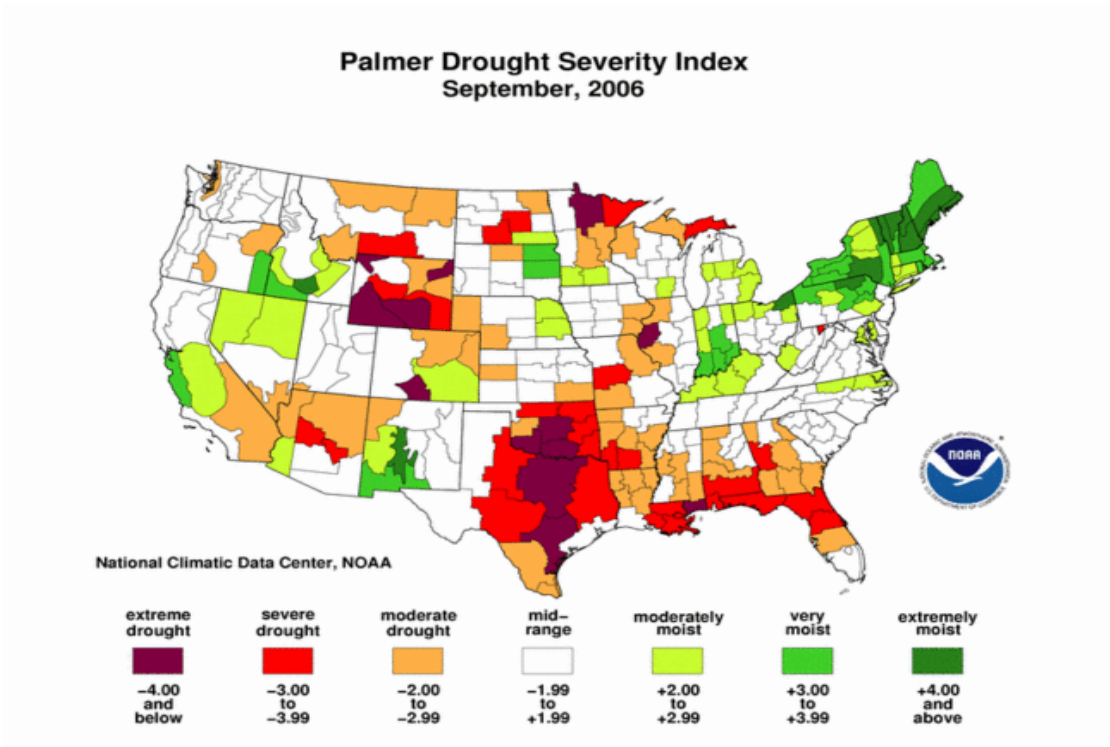 Palmer Drought Severity Index
September, 2006
noaa
National Climatic Data Center, NOAA
extreme
drought
severe
drought
moderate
drought
mid–
range
moderately
moist
very
moist
extremely
moist
−4.00
and
below
−3.00
to
−3.99
−2.00
to
−2.99
−1.99
to
+1.99
+2.00
to
+2.99
+3.00
to
+3.99
+4.00
and
above